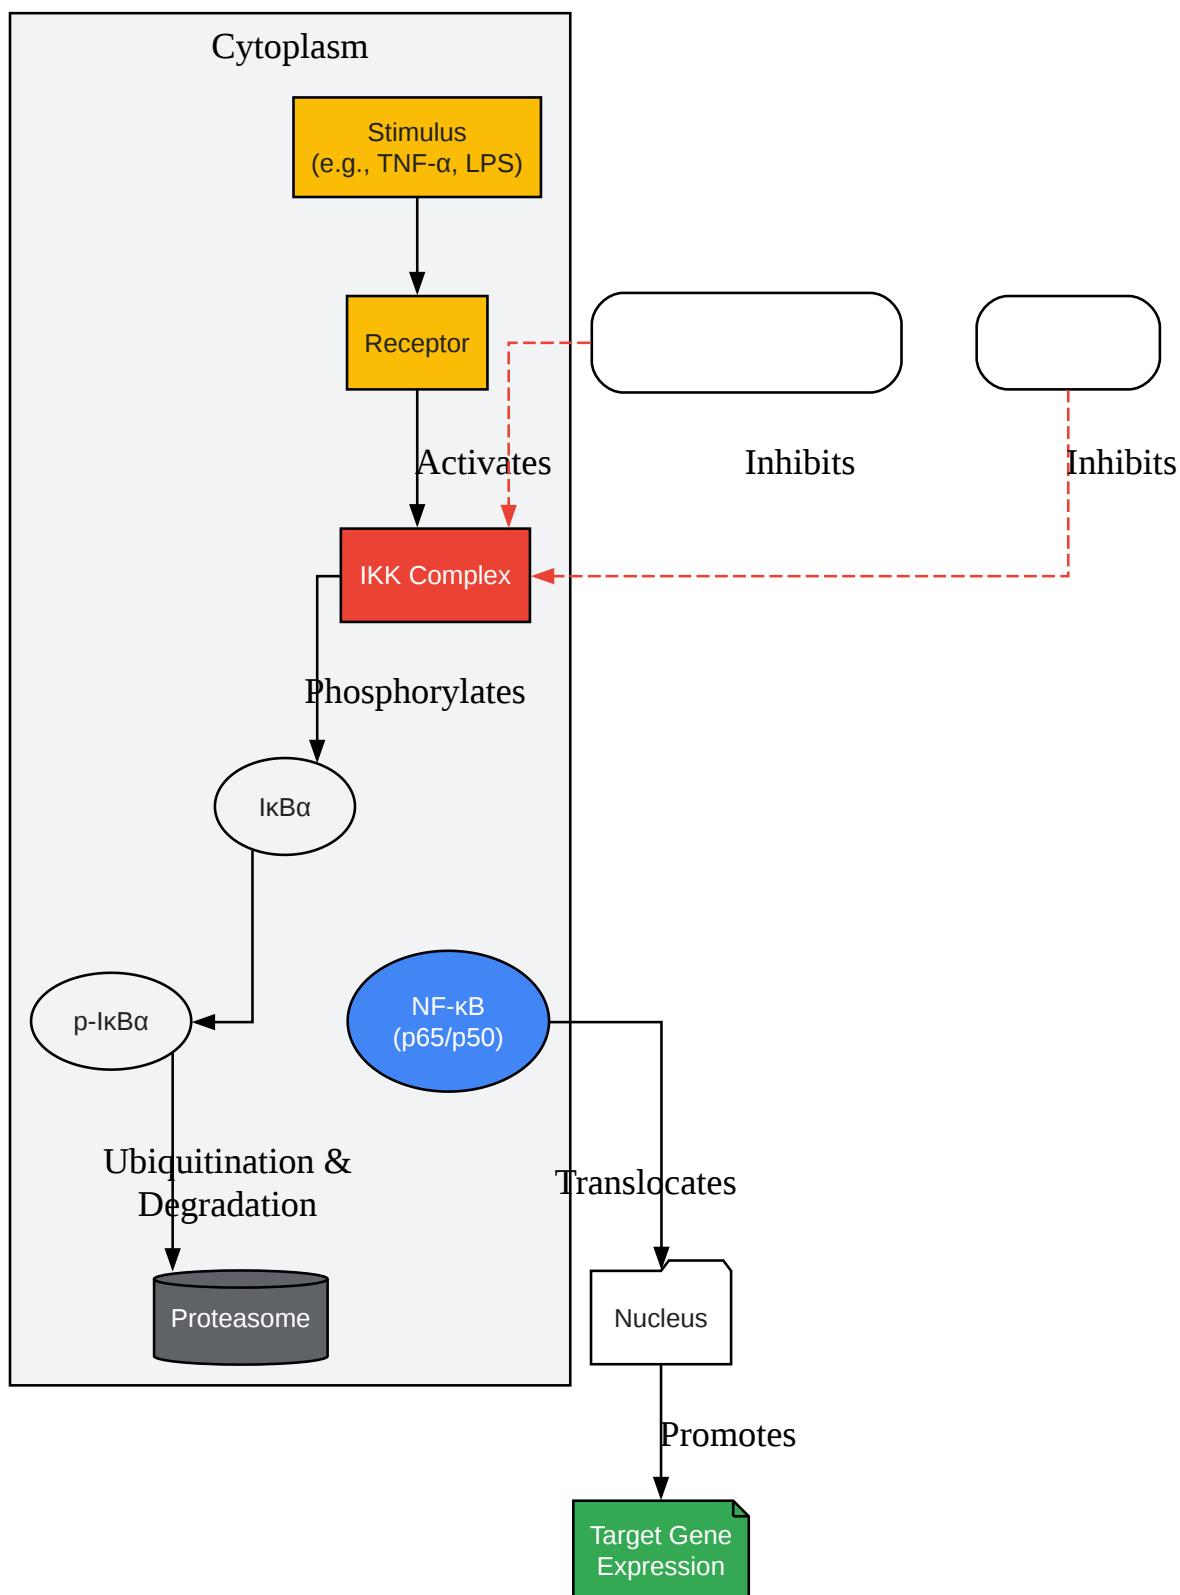 Cytoplasm
Stimulus
(e.g., TNF-α, LPS)
Receptor
Activates
Inhibits
Inhibits
IKK Complex
Phosphorylates
IκBα
p-IκBα
NF-κB
(p65/p50)
Ubiquitination &
Degradation
Translocates
Proteasome
Nucleus
Promotes
Target Gene
Expression